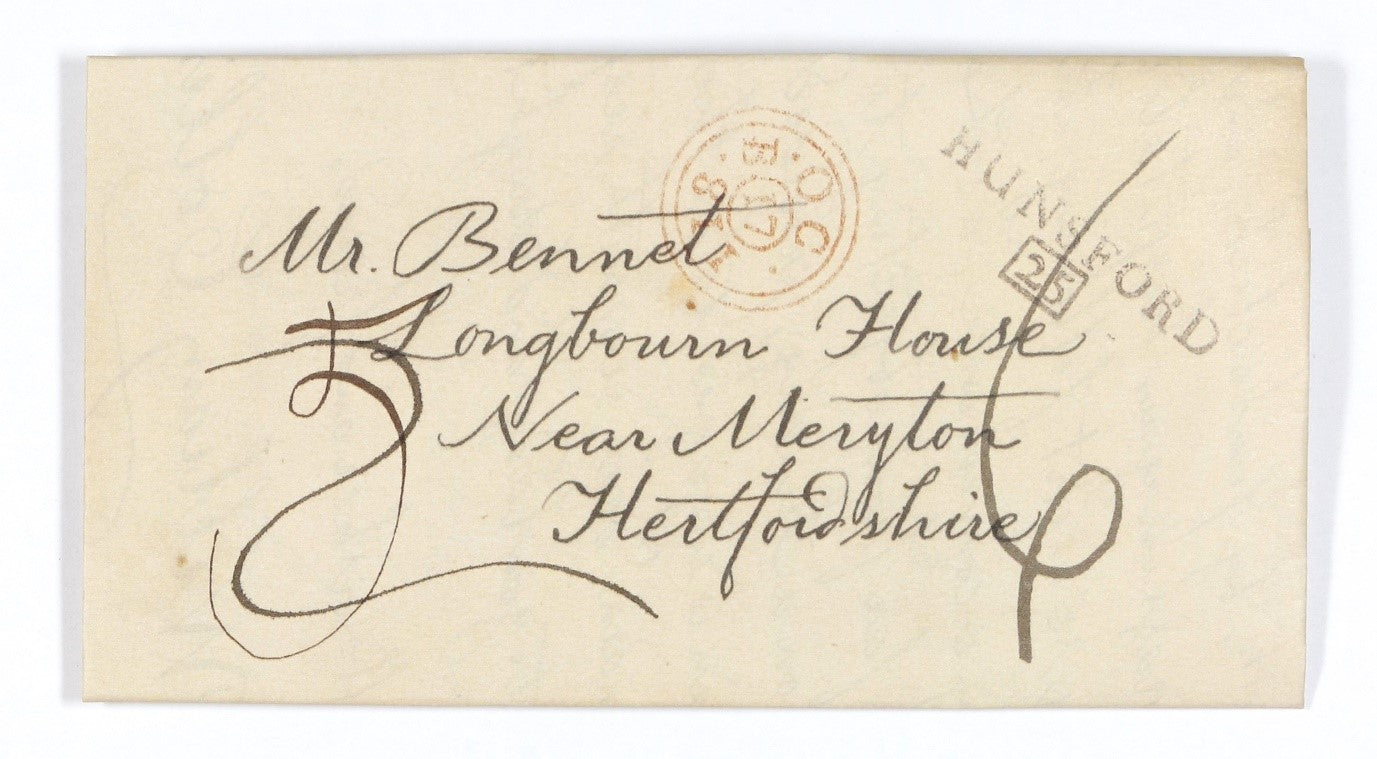 Mr. Bennet
Longbourn House
Near Meryton
Hertfordshire
HUNSFORD
25